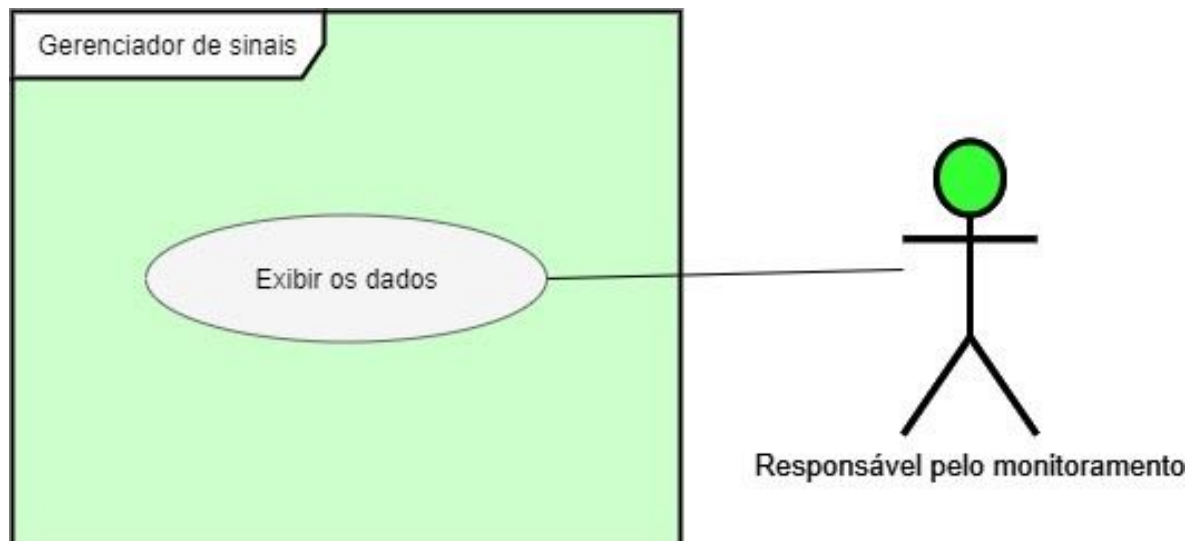 Gerenciador de sinais
Exibir os dados
Responsável pelo monitoramento